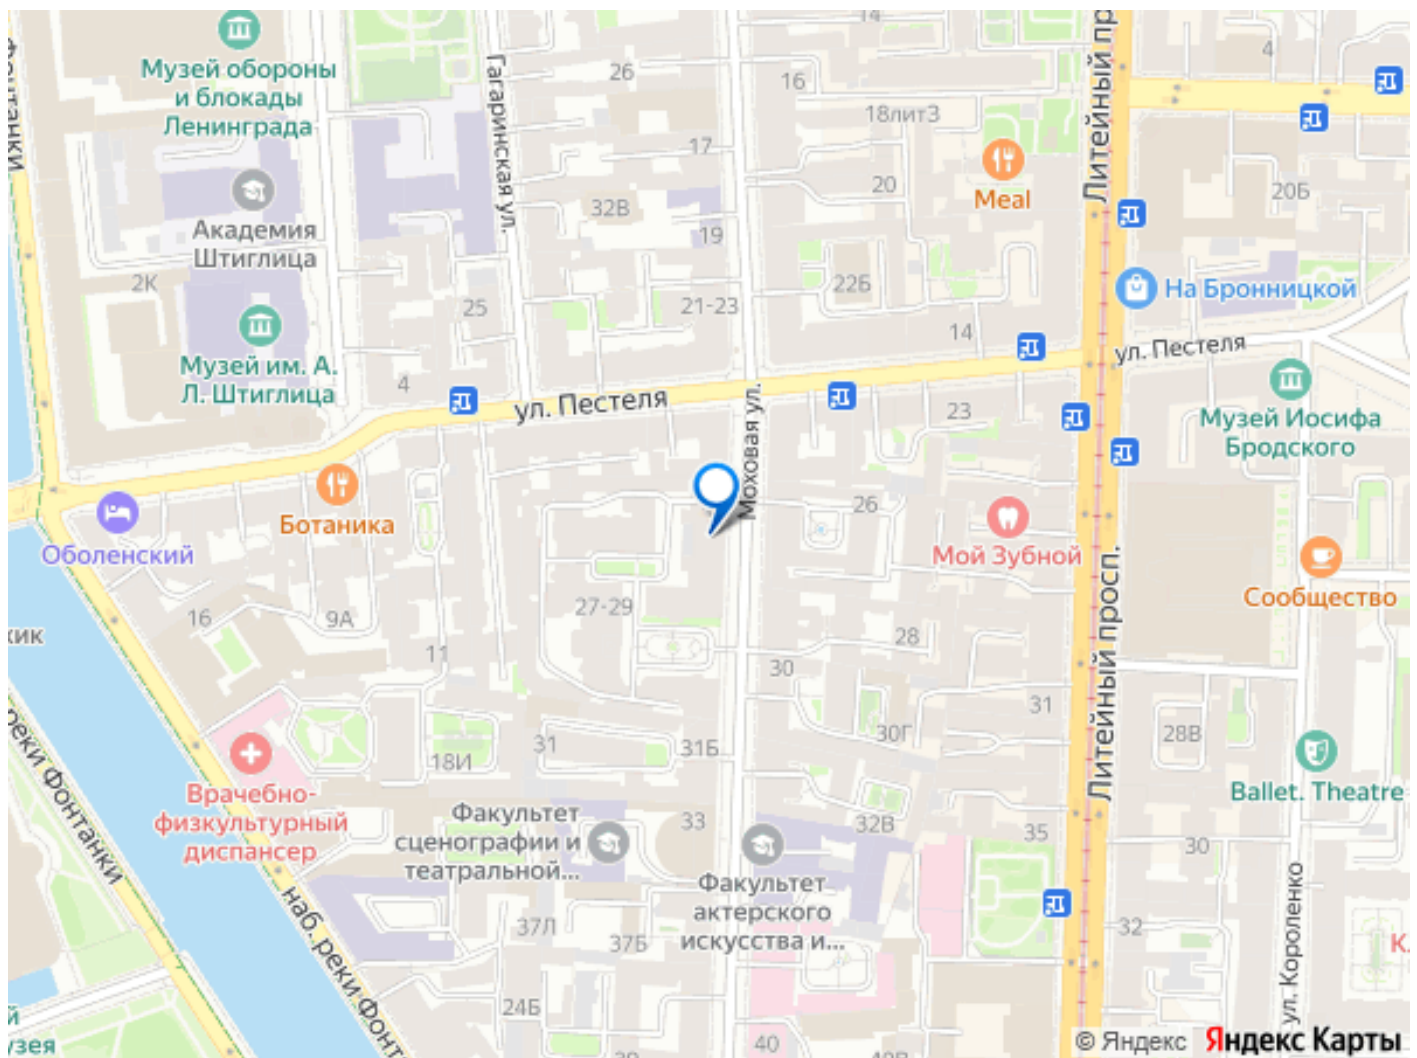 Фонтанки
Музей обороны
и блокады
Ленинграда
Академия
Штиглица
2К
Музей им. А.
Л. Штиглица
4
Гагаринская ул.
26
32В
25
17
19
21-23
14
16
18лит3
20
22Б
14
Meal
Литейный пр
4
20Б
На Бронницкой
ул. Пестеля
ул. Пестеля
Музей Иосифа
Бродского
23
Моховая ул.
26
Мой Зубной
Сообщество
Ботаника
Оболенский
16
9А
11
27-29
28
30
31
30Г
31Б
31
18И
28В
Литейный просп.
Ballet. Theatre
Врачебно-
физкультурный
диспансер
Факультет
сценографии и
театральной...
33
32В
35
30
Факультет
актерского
искусства и...
37Л
37Б
24Б
32
40
ул. Короленко
реки Фонтанки
наб. реки Фонт
© Яндекс
Яндекс Карты